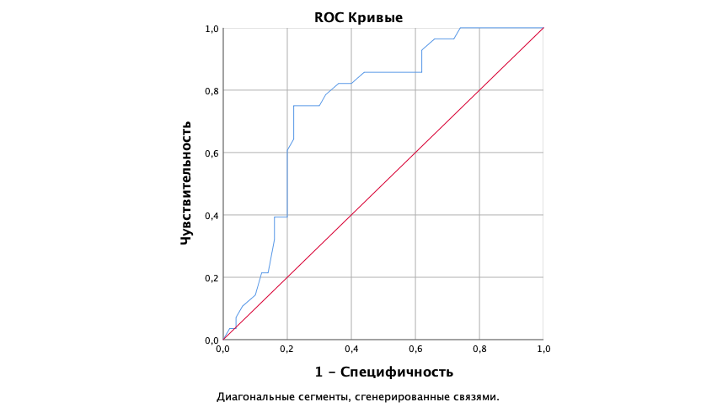 ROC Кривые
Чувствительность
1,0
0,8
0,6
0,4
0,2
0,0
0,0 0,2 0,4 0,6 0,8 1,0
1 - Специфичность
Диагональные сегменты, сгенерированные связями.